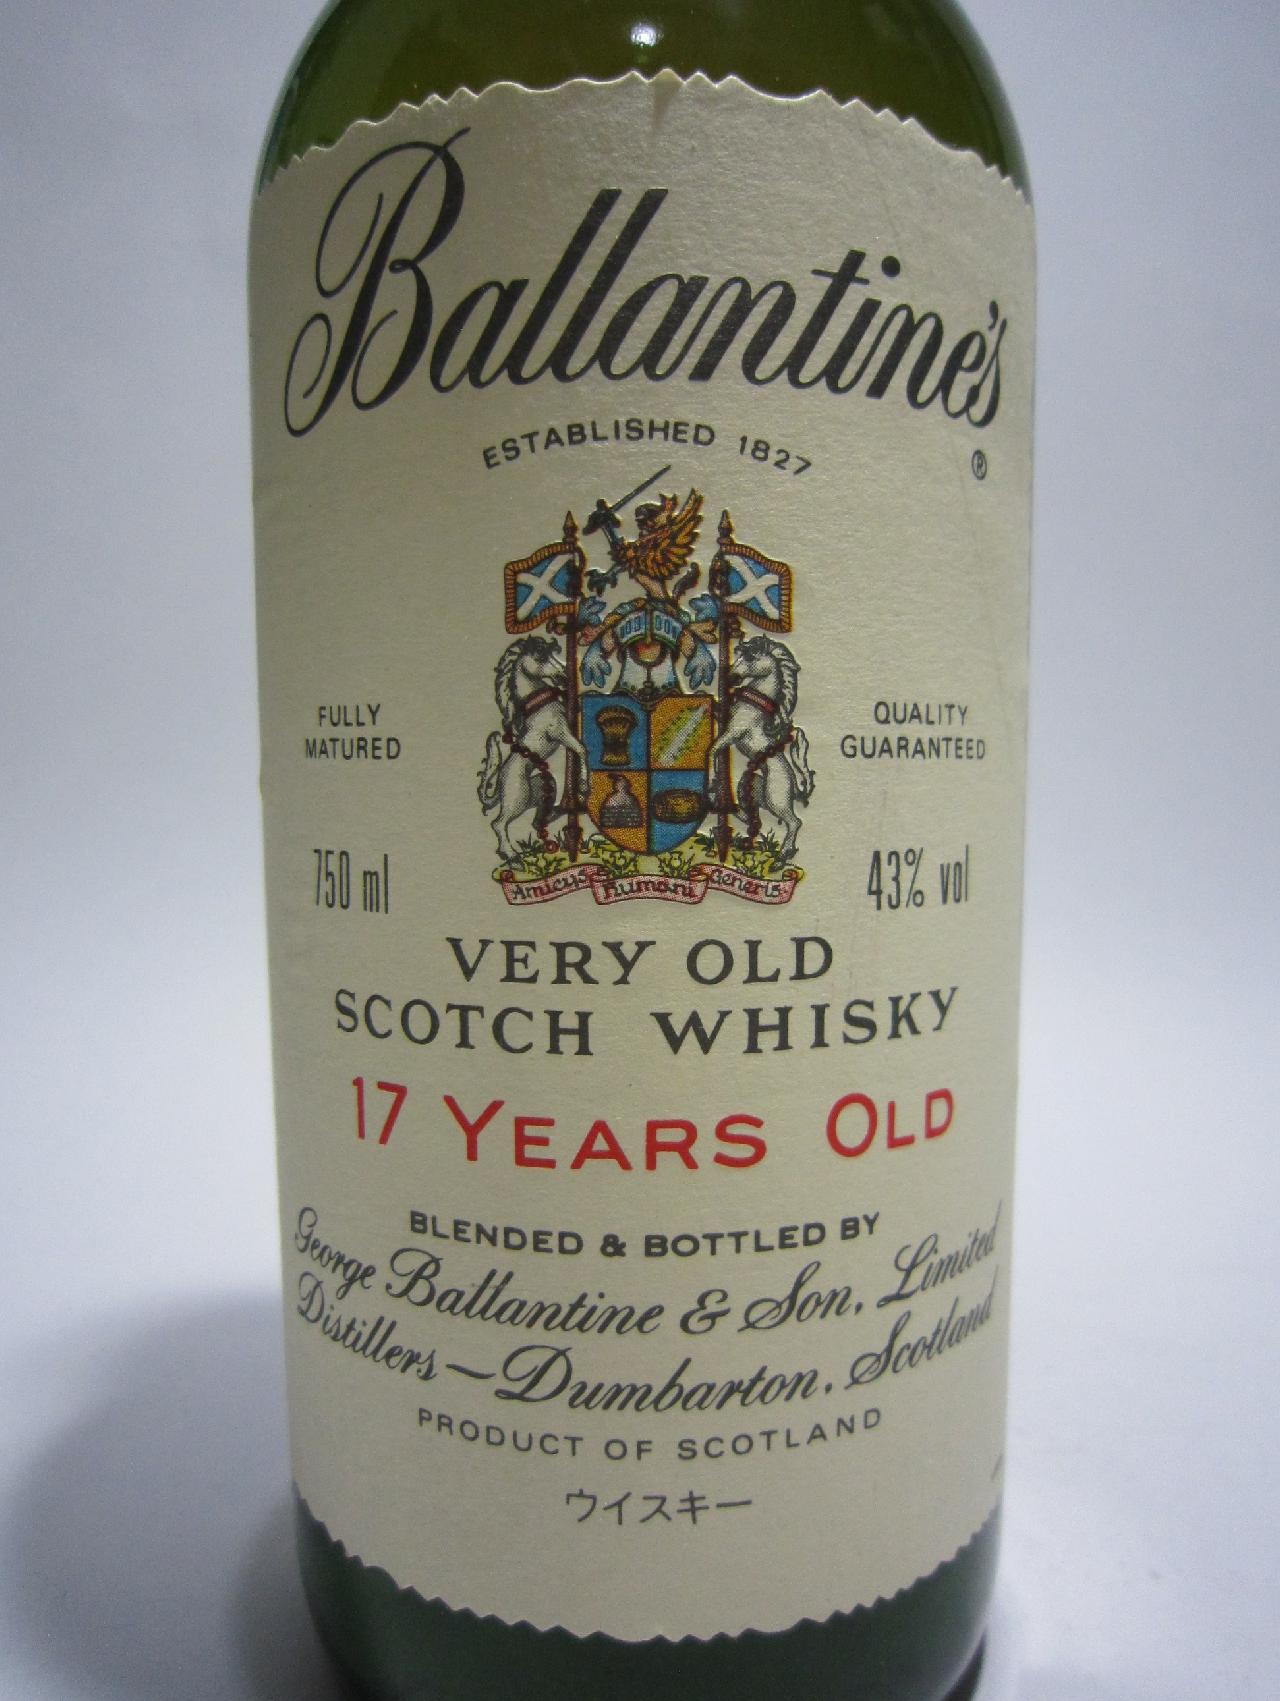 Ballantine's
ESTABLISHED 1827
®
FULLY
MATURED
QUALITY
GUARANTEED
750 ml
43% vol
Amicus Humani Generis
VERY OLD
SCOTCH WHISKY
17 YEARS OLD
BLENDED & BOTTLED BY
George Ballantine & Son, Limited
Distillers—Dumbarton, Scotland
PRODUCT OF SCOTLAND
ウイスキー